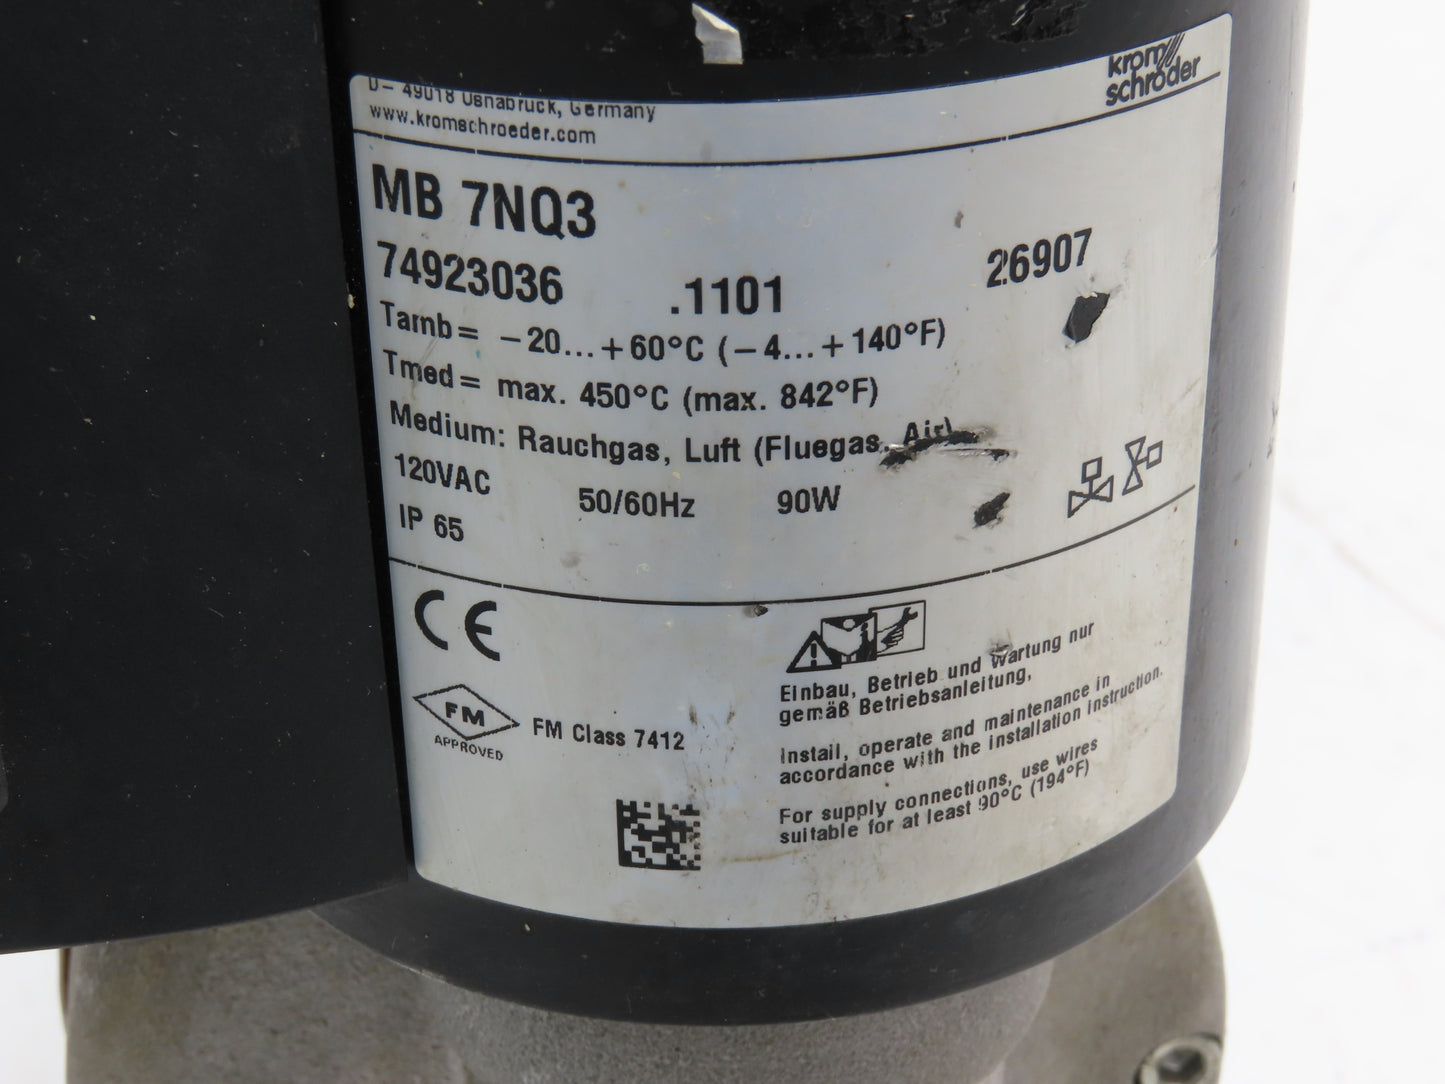 krom
schroder
D- 49018 Osnabrück, Germany
www.kromschroeder.com
MB 7NQ3
74923036 .1101 26907
Tamb= -20...+60°C (-4...+140°F)
Tmed= max. 450°C (max. 842°F)
Medium: Rauchgas, Luft (Fluegas, Air)
120VAC 50/60Hz 90W
IP 65
CE
FM
APPROVED
FM Class 7412
Einbau, Betrieb und Wartung nur
gemäß Betriebsanleitung,
Install, operate and maintenance in
accordance with the installation instruction.
For supply connections, use wires
suitable for at least 90°C (194°F)